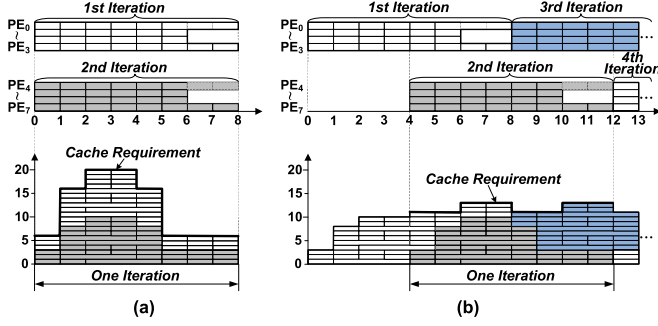 1st Iteration
PE0
~
PE3
2nd Iteration
PE4
~
PE7
0 1 2 3 4 5 6 7 8
Cache Requirement
20
15
10
5
0
One Iteration
(a)
1st Iteration
3rd Iteration
PE0
~
PE3
...
2nd Iteration
4th
Iteration
PE4
~
PE7
...
0 1 2 3 4 5 6 7 8 9 10 11 12 13
Cache Requirement
20
15
10
5
0
...
One Iteration
(b)